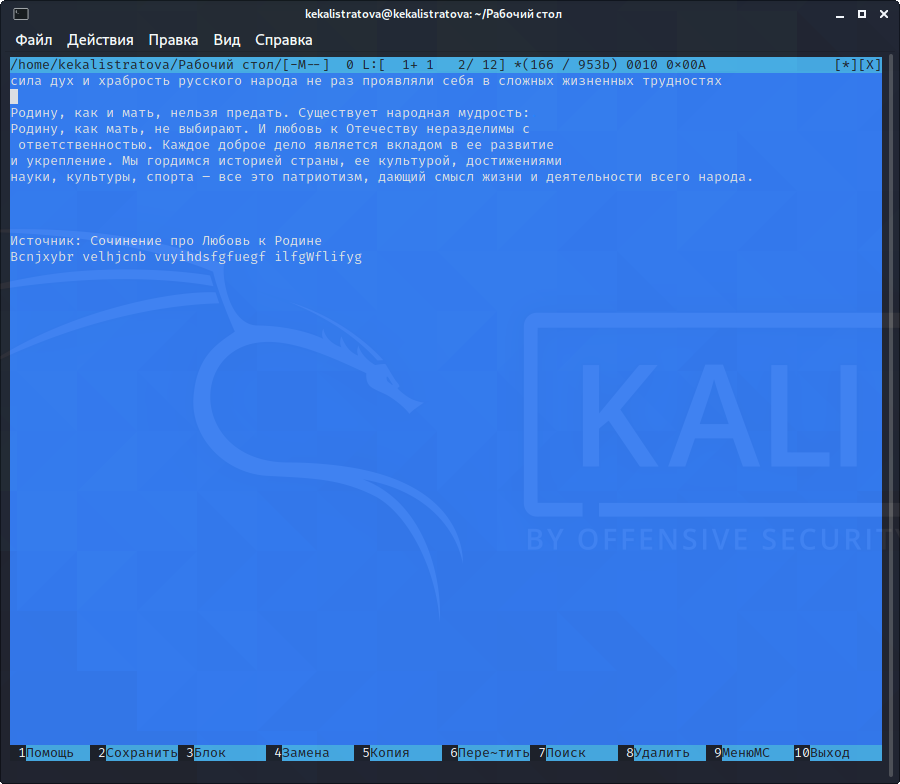 kekalistratova@kekalistratova: ~/Рабочий стол
Файл Действия Правка Вид Справка
/home/kekalistratova/Рабочий стол/[-M--] 0 L:[ 1+ 1 2/ 12] *(166 / 953b) 0010 0x00A [*][X]
сила дух и храбрость русского народа не раз проявляли себя в сложных жизненных трудностях
Родину, как и мать, нельзя предать. Существует народная мудрость:
Родину, как мать, не выбирают. И любовь к Отечеству неразделимы с
ответственностью. Каждое доброе дело является вкладом в ее развитие
и укрепление. Мы гордимся историей страны, ее культурой, достижениями
науки, культуры, спорта – все это патриотизм, дающий смысл жизни и деятельности всего народа.
Источник: Сочинение про Любовь к Родине
Bcnjxybr velhjcnb vuyihdsfgfuegf ilfgWflifyg
KALI
BY OFFENSIVE SECURIT
1Помощь 2Сохранить 3Блок 4Замена 5Копия 6Пере~тить 7Поиск 8Удалить 9МенюMC 10Выход